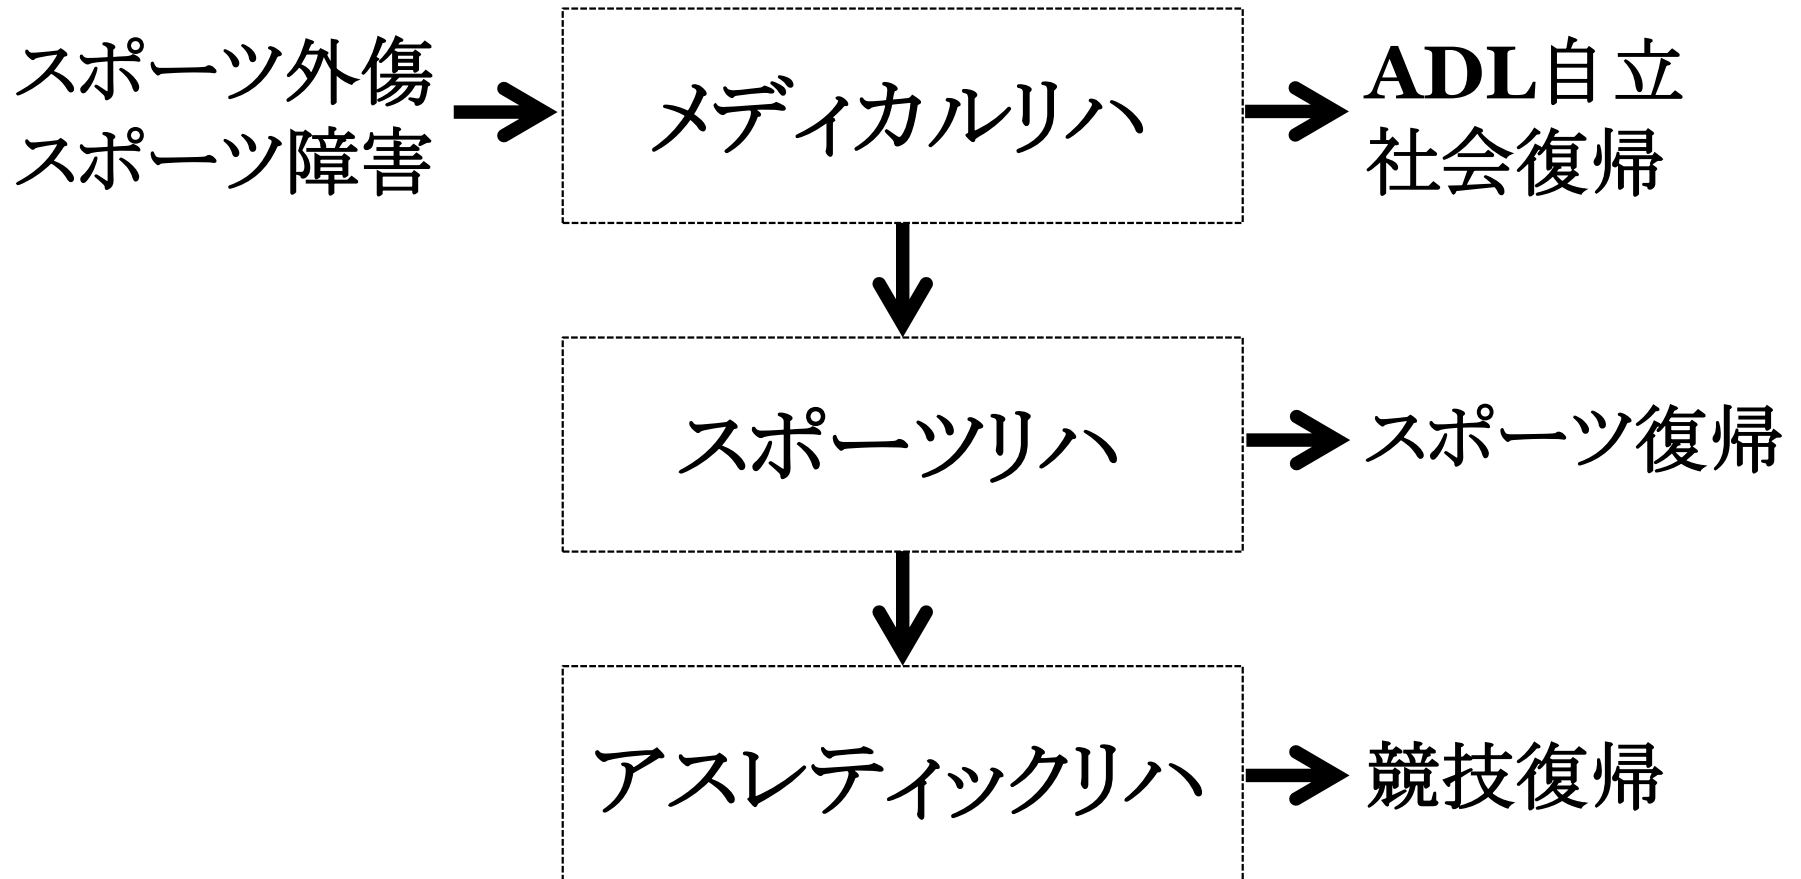 スポーツ外傷
スポーツ障害
メディカルリハ
ADL自立
社会復帰
スポーツリハ
スポーツ復帰
アスレティックリハ
競技復帰